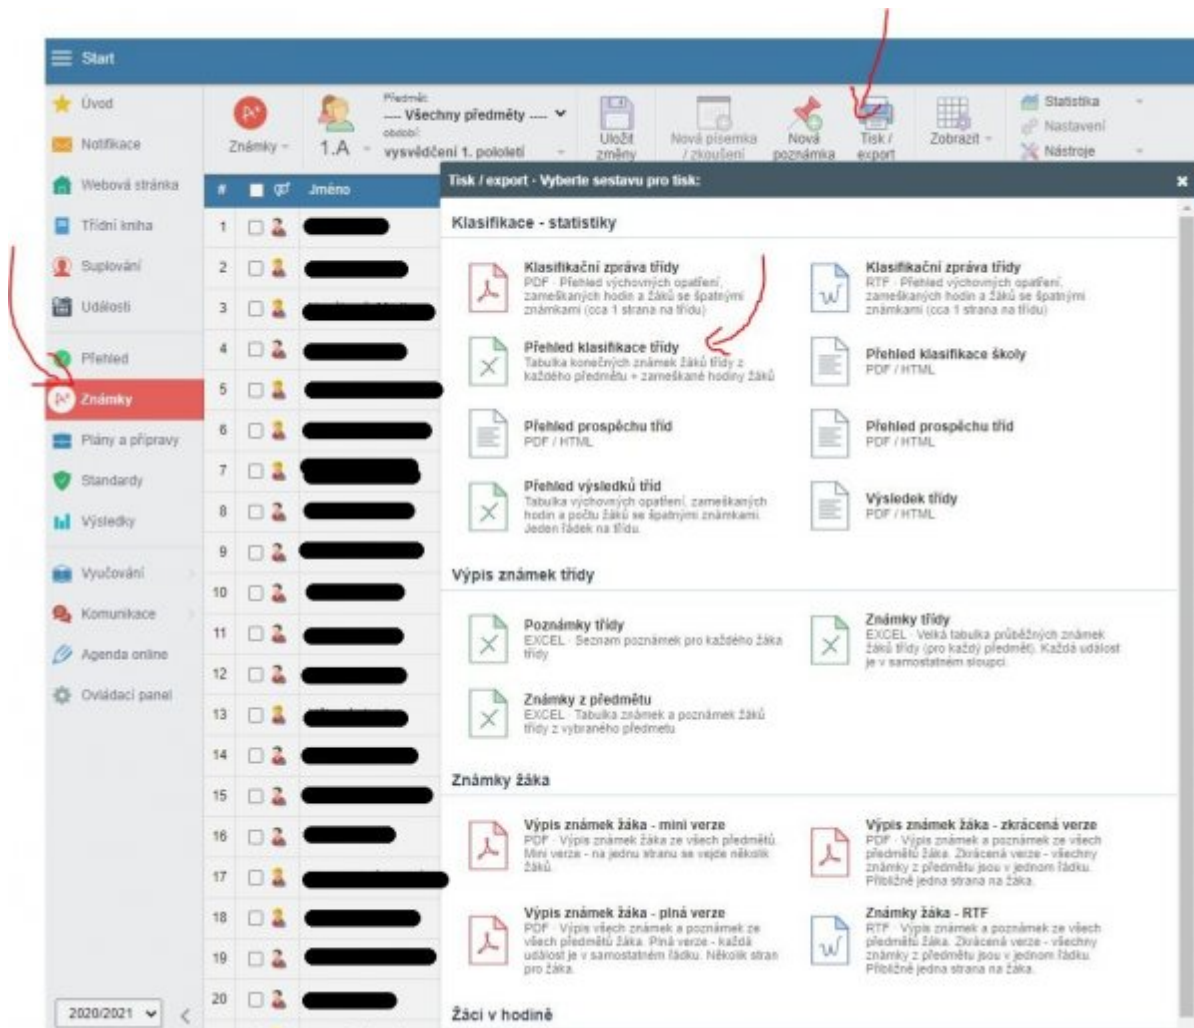 Start
Úvod
Notifikace
Webová stránka
Třídní kniha
Suplování
Události
Přehled
Známky
Plány a přípravy
Standardy
Výsledky
Vyučování
Komunikace
Agenda online
Ovládací panel
2020/2021
Známky
1.A
Předmět:
---- Všechny předměty ----
období:
vysvědčení 1. pololetí
Uložit
změny
Nová písemka
/ zkoušení
Nová
poznámka
Tisk /
export
Zobrazit
Statistika
Nastavení
Nástroje
# Jméno
1
2
3
4
5
6
7
8
9
10
11
12
13
14
15
16
17
18
19
20
Tisk / export - Vyberte sestavu pro tisk:
Klasifikace - statistiky
Klasifikační zpráva třídy
PDF · Přehled výchovných opatření,
zameškaných hodin a žáků se špatnými
známkami (cca 1 strana na třídu)
Klasifikační zpráva třídy
RTF · Přehled výchovných opatření,
zameškaných hodin a žáků se špatnými
známkami (cca 1 strana na třídu)
Přehled klasifikace třídy
Tabulka konečných známek žáků třídy z
každého předmětu + zameškané hodiny žáků
Přehled klasifikace školy
PDF / HTML
Přehled prospěchu tříd
PDF / HTML
Přehled prospěchu tříd
PDF / HTML
Přehled výsledků tříd
Tabulka výchovných opatření, zameškaných
hodin a počtu žáků se špatnými známkami.
Jeden řádek na třídu.
Výsledek třídy
PDF / HTML
Výpis známek třídy
Poznámky třídy
EXCEL · Seznam poznámek pro každého žáka
třídy
Známky třídy
EXCEL · Velká tabulka průběžných známek
žáků třídy (pro každý předmět). Každá událost
je v samostatném sloupci.
Známky z předmětu
EXCEL · Tabulka známek a poznámek žáků
třídy z vybraného předmetu
Známky žáka
Výpis známek žáka - mini verze
PDF · Výpis známek žáka ze všech předmětů.
Mini verze - na jednu stranu se vejde několik
žáků.
Výpis známek žáka - zkrácená verze
PDF · Výpis známek a poznámek ze všech
předmětů žáka. Zkrácená verze - všechny
známky z předmětu jsou v jednom řádku.
Přibližně jedna strana na žáka.
Výpis známek žáka - plná verze
PDF · Výpis všech známek a poznámek ze
všech předmětů žáka. Plná verze - každá
událost je v samostatném řádku. Několik stran
pro žáka.
Známky žáka - RTF
RTF · Výpis známek a poznámek ze všech
předmětů žáka. Zkrácená verze - všechny
známky z předmětu jsou v jednom řádku.
Přibližně jedna strana na žáka.
Žáci v hodině